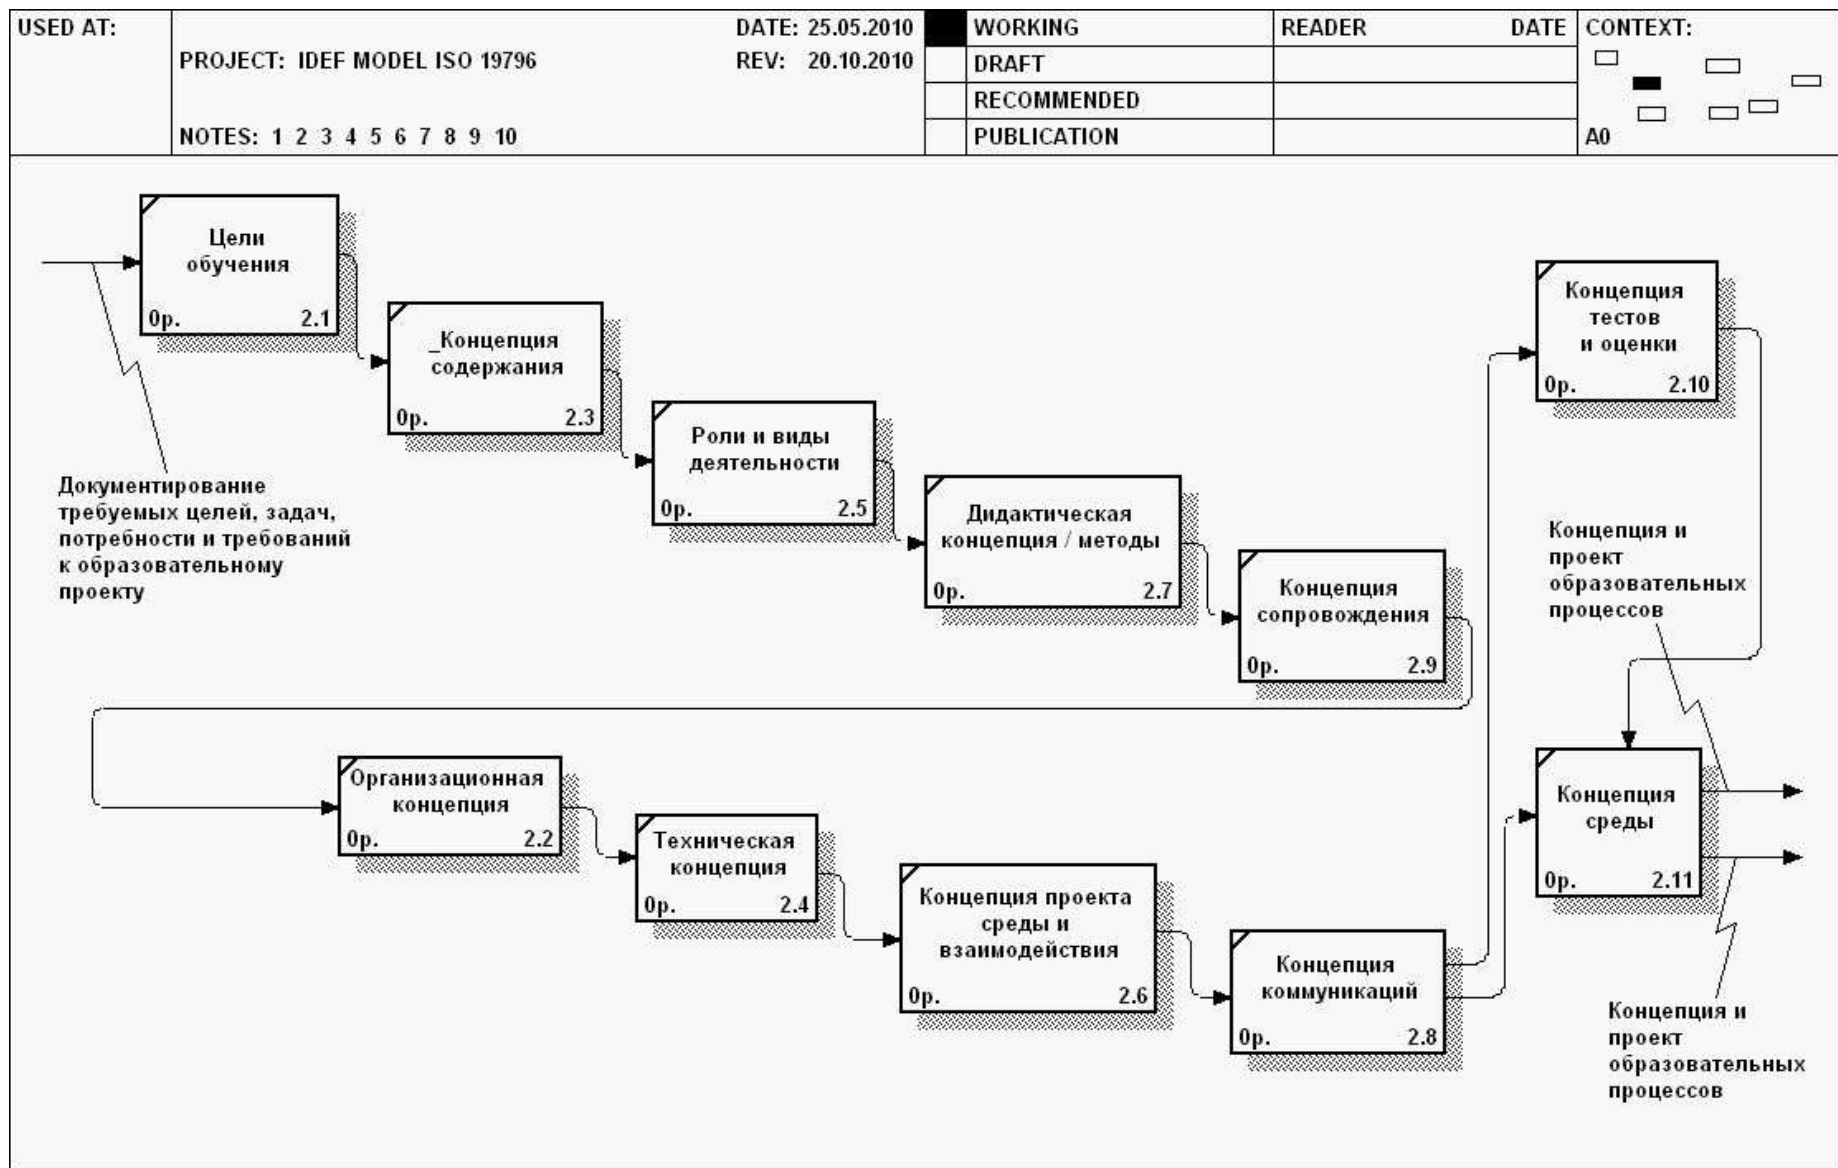 USED AT:
DATE: 25.05.2010
PROJECT: IDEF MODEL ISO 19796
REV: 20.10.2010
NOTES: 1 2 3 4 5 6 7 8 9 10
WORKING
DRAFT
RECOMMENDED
PUBLICATION
READER DATE
CONTEXT:
A0
Цели
обучения
0р. 2.1
_Концепция
содержания
0р. 2.3
Роли и виды
деятельности
0р. 2.5
Дидактическая
концепция / методы
0р. 2.7
Концепция
сопровождения
0р. 2.9
Концепция
тестов
и оценки
0р. 2.10
Документирование
требуемых целей, задач,
потребности и требований
к образовательному
проекту
Концепция и
проект
образовательных
процессов
Организационная
концепция
0р. 2.2
Техническая
концепция
0р. 2.4
Концепция проекта
среды и
взаимодействия
0р. 2.6
Концепция
коммуникаций
0р. 2.8
Концепция
среды
0р. 2.11
Концепция и
проект
образовательных
процессов